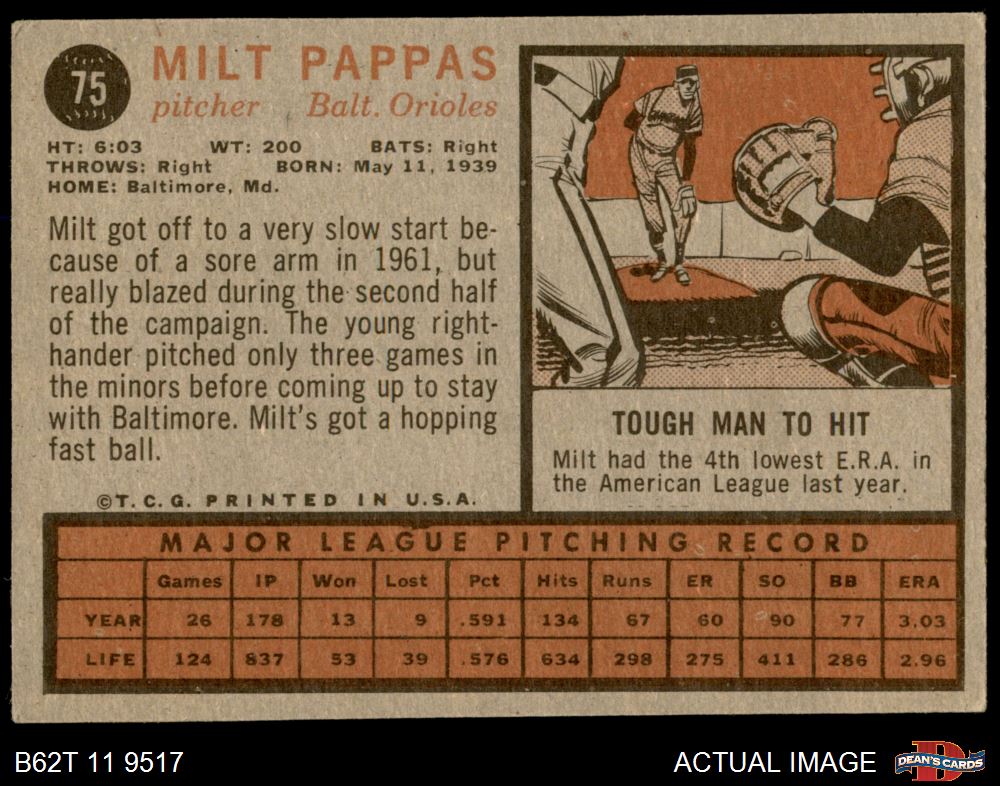 75
MILT PAPPAS
pitcher Balt. Orioles
HT: 6:03 WT: 200 BATS: Right
THROWS: Right BORN: May 11, 1939
HOME: Baltimore, Md.
Milt got off to a very slow start be-
cause of a sore arm in 1961, but
really blazed during the second half
of the campaign. The young right-
hander pitched only three games in
the minors before coming up to stay
with Baltimore. Milt's got a hopping
fast ball.
©T.C.G. PRINTED IN U.S.A.
TOUGH MAN TO HIT
Milt had the 4th lowest E.R.A. in
the American League last year.
MAJOR LEAGUE PITCHING RECORD
Games IP Won Lost Pct Hits Runs ER SO BB ERA
YEAR 26 178 13 9 .591 134 67 60 90 77 3.03
LIFE 124 837 53 39 .576 634 298 275 411 286 2.96
B62T 11 9517
ACTUAL IMAGE
D
DEAN'S CARDS